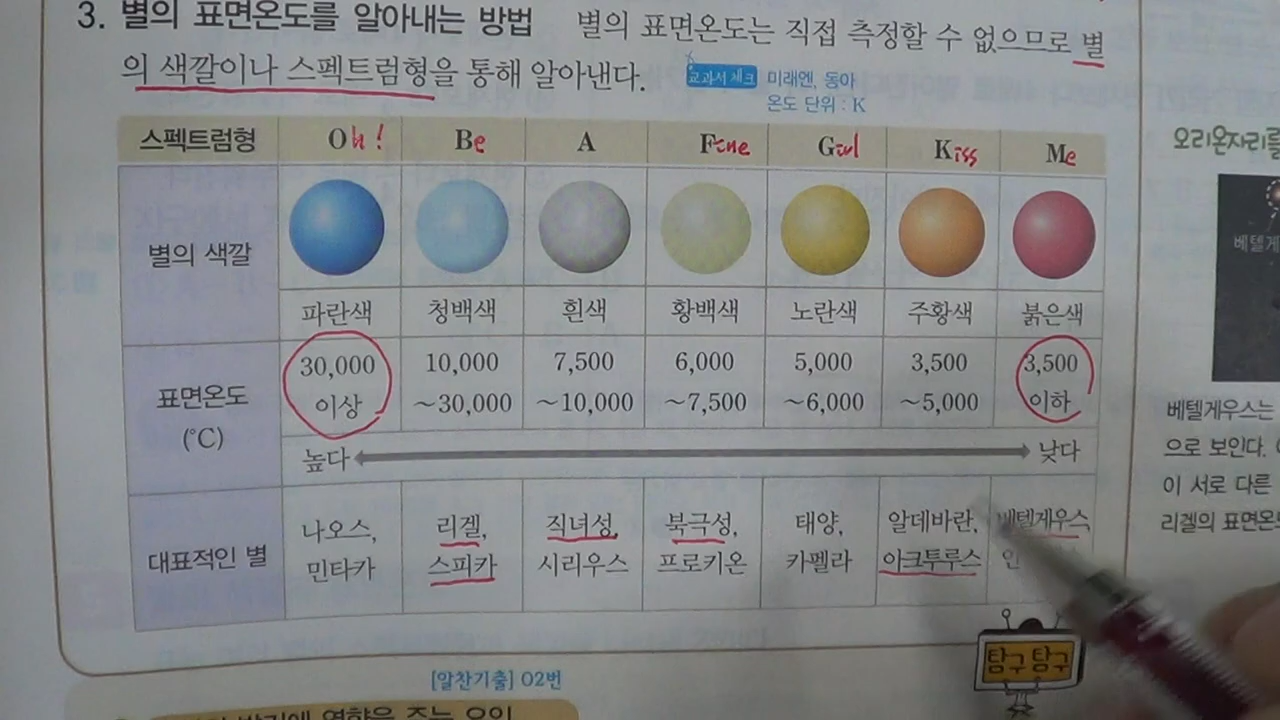 3. 별의 표면온도를 알아내는 방법 별의 표면온도는 직접 측정할 수 없으므로 별
의 색깔이나 스펙트럼형을 통해 알아낸다. 교과서 체크 미래엔, 동아
온도 단위 : K
스펙트럼형 Oh! Be A Fine Girl Kiss Me
별의 색깔
파란색 청백색 흰색 황백색 노란색 주황색 붉은색
표면온도
(℃)
30,000 10,000 7,500 6,000 5,000 3,500 3,500
이상 ~30,000 ~10,000 ~7,500 ~6,000 ~5,000 이하
높다 낮다
대표적인 별
나오스, 리겔, 직녀성, 북극성, 태양, 알데바란, 베텔게우스,
민타카 스피카 시리우스 프로키온 카펠라 아크투루스
탐구 탐구
[알찬기출] 02번
오리온자리를
베텔게
베텔게우스는
으로 보인다.
이 서로 다른
리겔의 표면온